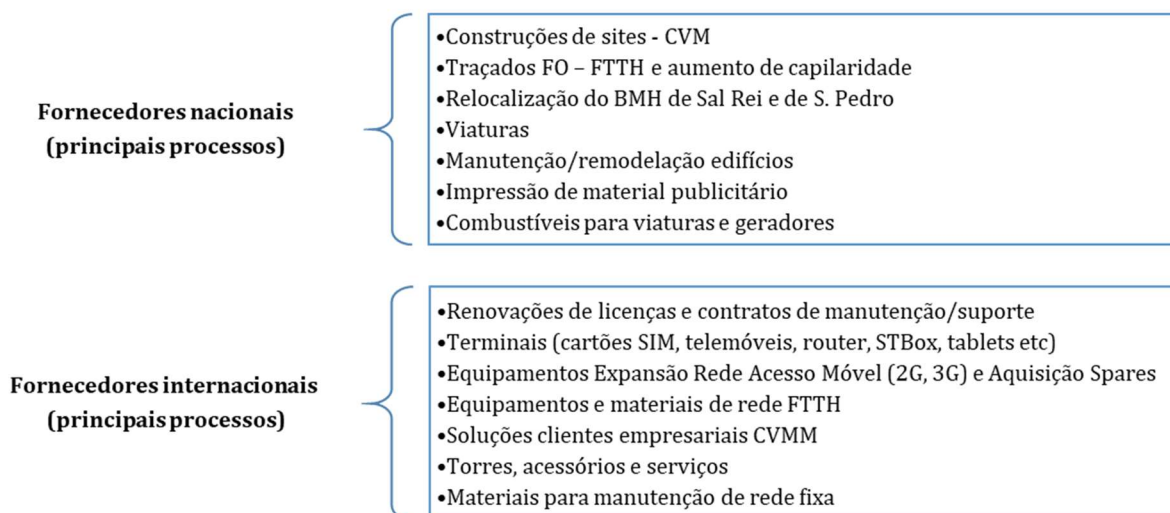 Fornecedores nacionais
(principais processos)
•Construções de sites - CVM
•Traçados FO – FTTH e aumento de capilaridade
•Relocalização do BMH de Sal Rei e de S. Pedro
•Viaturas
•Manutenção/remodelação edifícios
•Impressão de material publicitário
•Combustíveis para viaturas e geradores
Fornecedores internacionais
(principais processos)
•Renovações de licenças e contratos de manutenção/suporte
•Terminais (cartões SIM, telemóveis, router, STBox, tablets etc)
•Equipamentos Expansão Rede Acesso Móvel (2G, 3G) e Aquisição Spares
•Equipamentos e materiais de rede FTTH
•Soluções clientes empresariais CVMM
•Torres, acessórios e serviços
•Materiais para manutenção de rede fixa